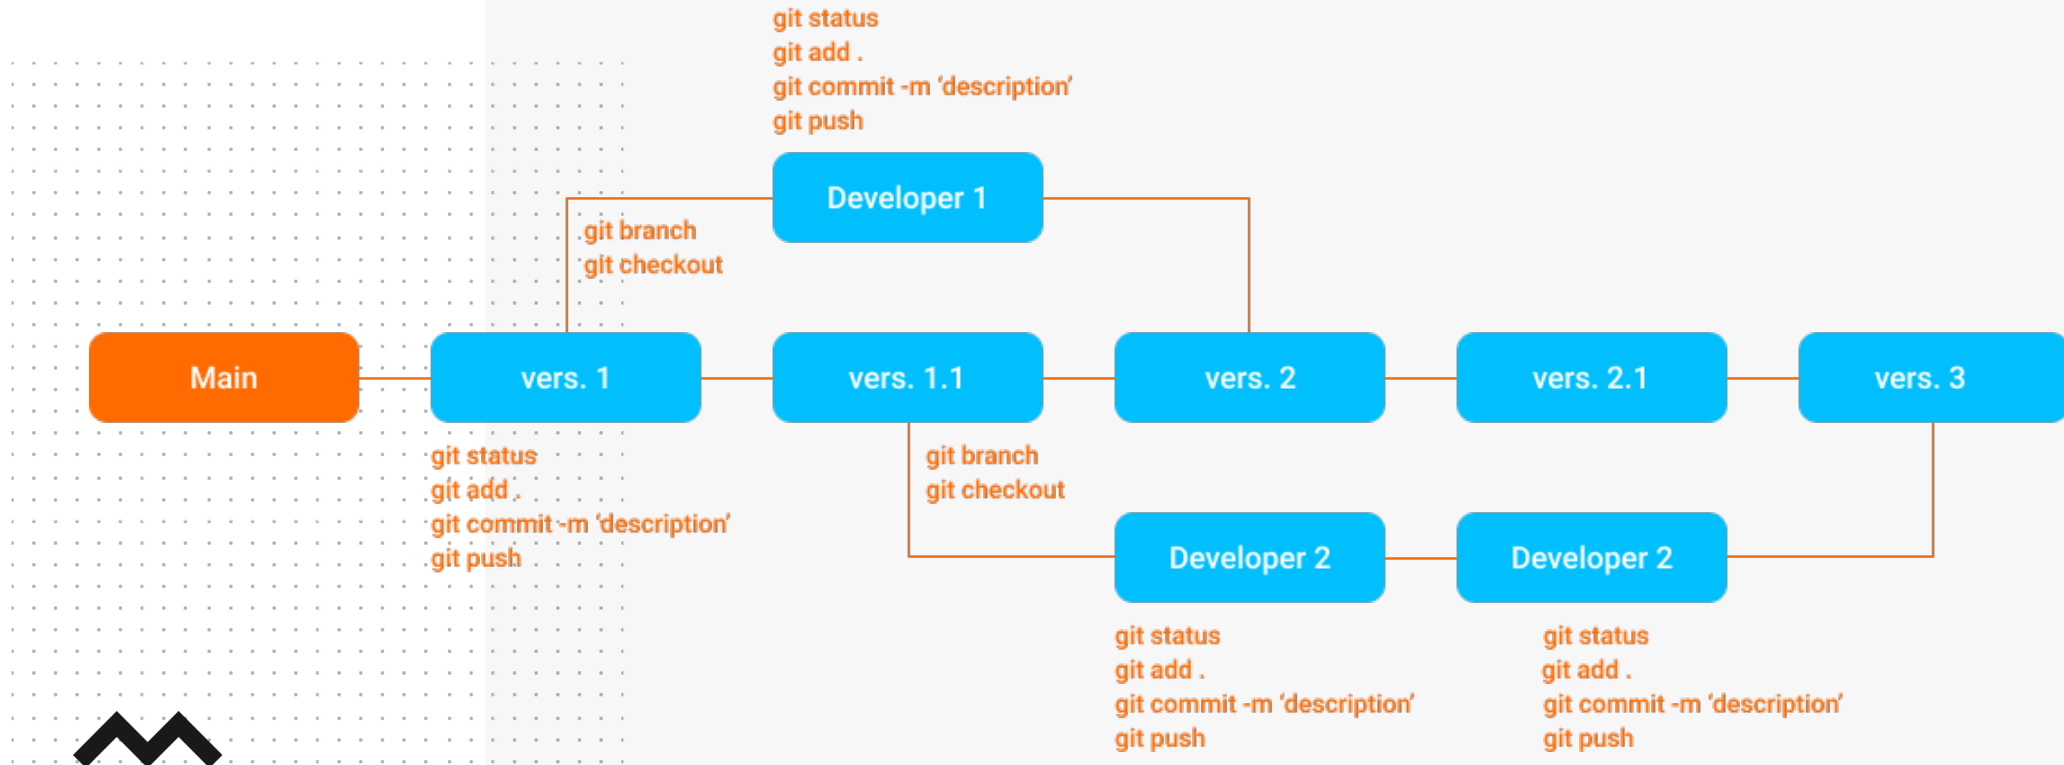 git status
git add .
git commit -m ‘description’
git push
Developer 1
git branch
git checkout
Main
vers. 1
vers. 1.1
vers. 2
vers. 2.1
vers. 3
git status
git add .
git commit -m ‘description’
git push
git branch
git checkout
Developer 2
Developer 2
git status
git add .
git commit -m ‘description’
git push
git status
git add .
git commit -m ‘description’
git push